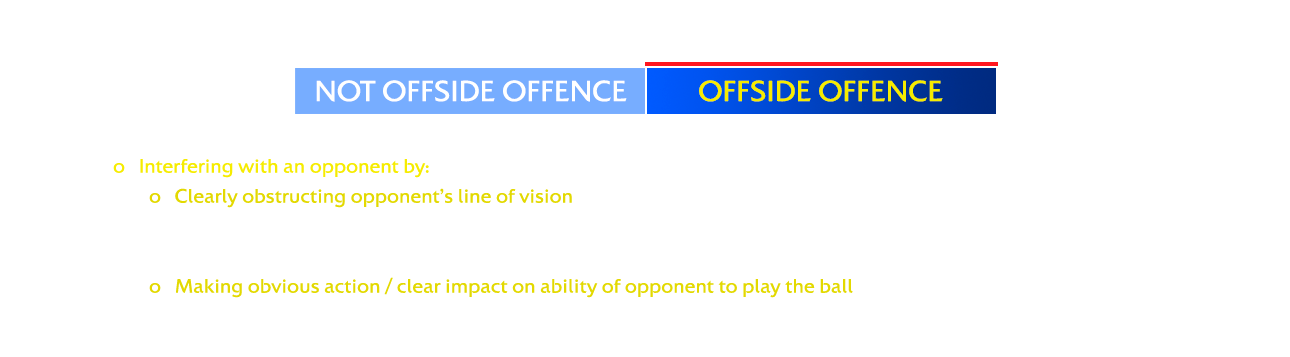 NOT OFFSIDE OFFENCE
OFFSIDE OFFENCE
o Interfering with an opponent by:
o Clearly obstructing opponent’s line of vision
o Making obvious action / clear impact on ability of opponent to play the ball